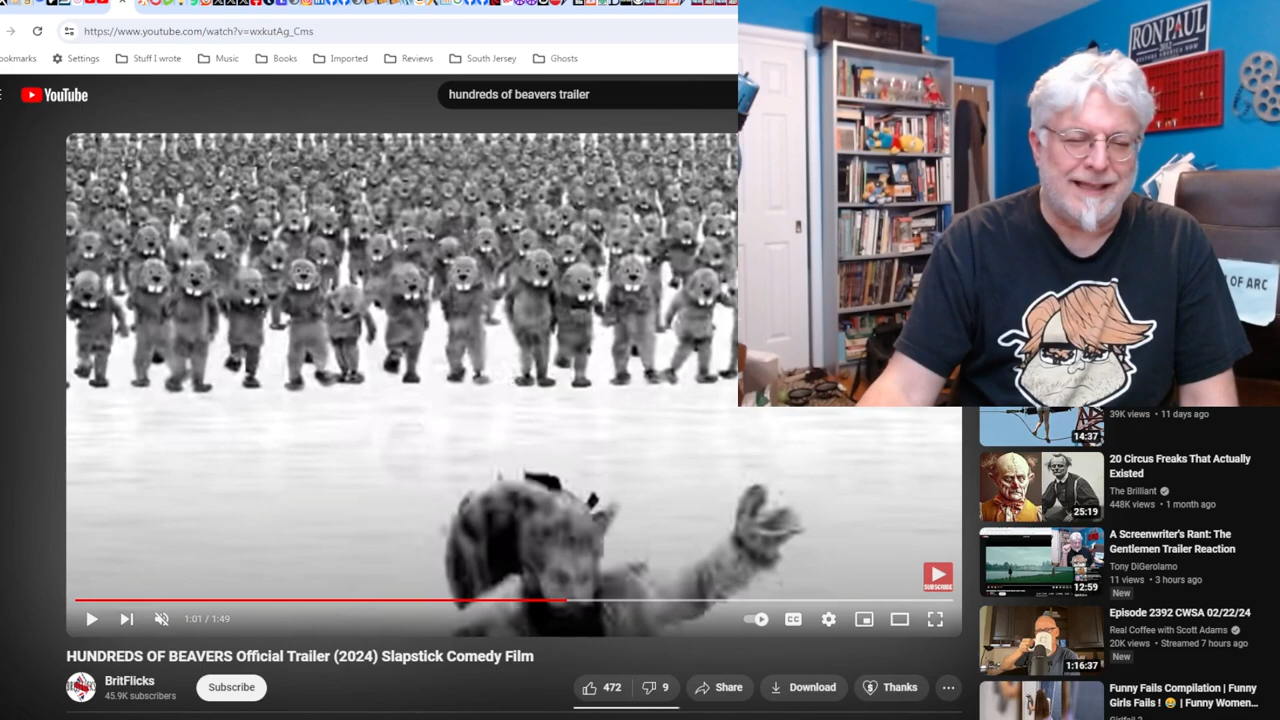 https://www.youtube.com/watch?v=wxkutAg_Cms
ookmarks Settings Stuff I wrote Music Books Imported Reviews South Jersey Ghosts
YouTube
hundreds of beavers trailer
RON PAUL
2012
RESTORE AMERICA NOW
OF ARC
SUBSCRIBE
1:01 / 1:49
CC
HUNDREDS OF BEAVERS Official Trailer (2024) Slapstick Comedy Film
BritFlicks
45.9K subscribers
Subscribe
472
9
Share
Download
Thanks
39K views • 11 days ago
14:37
20 Circus Freaks That Actually
Existed
The Brilliant
448K views • 1 month ago
25:19
A Screenwriter's Rant: The
Gentlemen Trailer Reaction
Tony DiGerolamo
11 views • 3 hours ago
New
12:59
Episode 2392 CWSA 02/22/24
Real Coffee with Scott Adams
20K views • Streamed 7 hours ago
New
1:16:37
Funny Fails Compilation | Funny
Girls Fails ! 😂 | Funny Women...